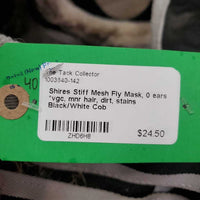 The Tack Collector
1003540-142
Shires Stiff Mesh Fly Mask, 0 ears
*vgc, mnr hair, dirt, stains
Black/White Cob
$24.50
ZHD6H8
40